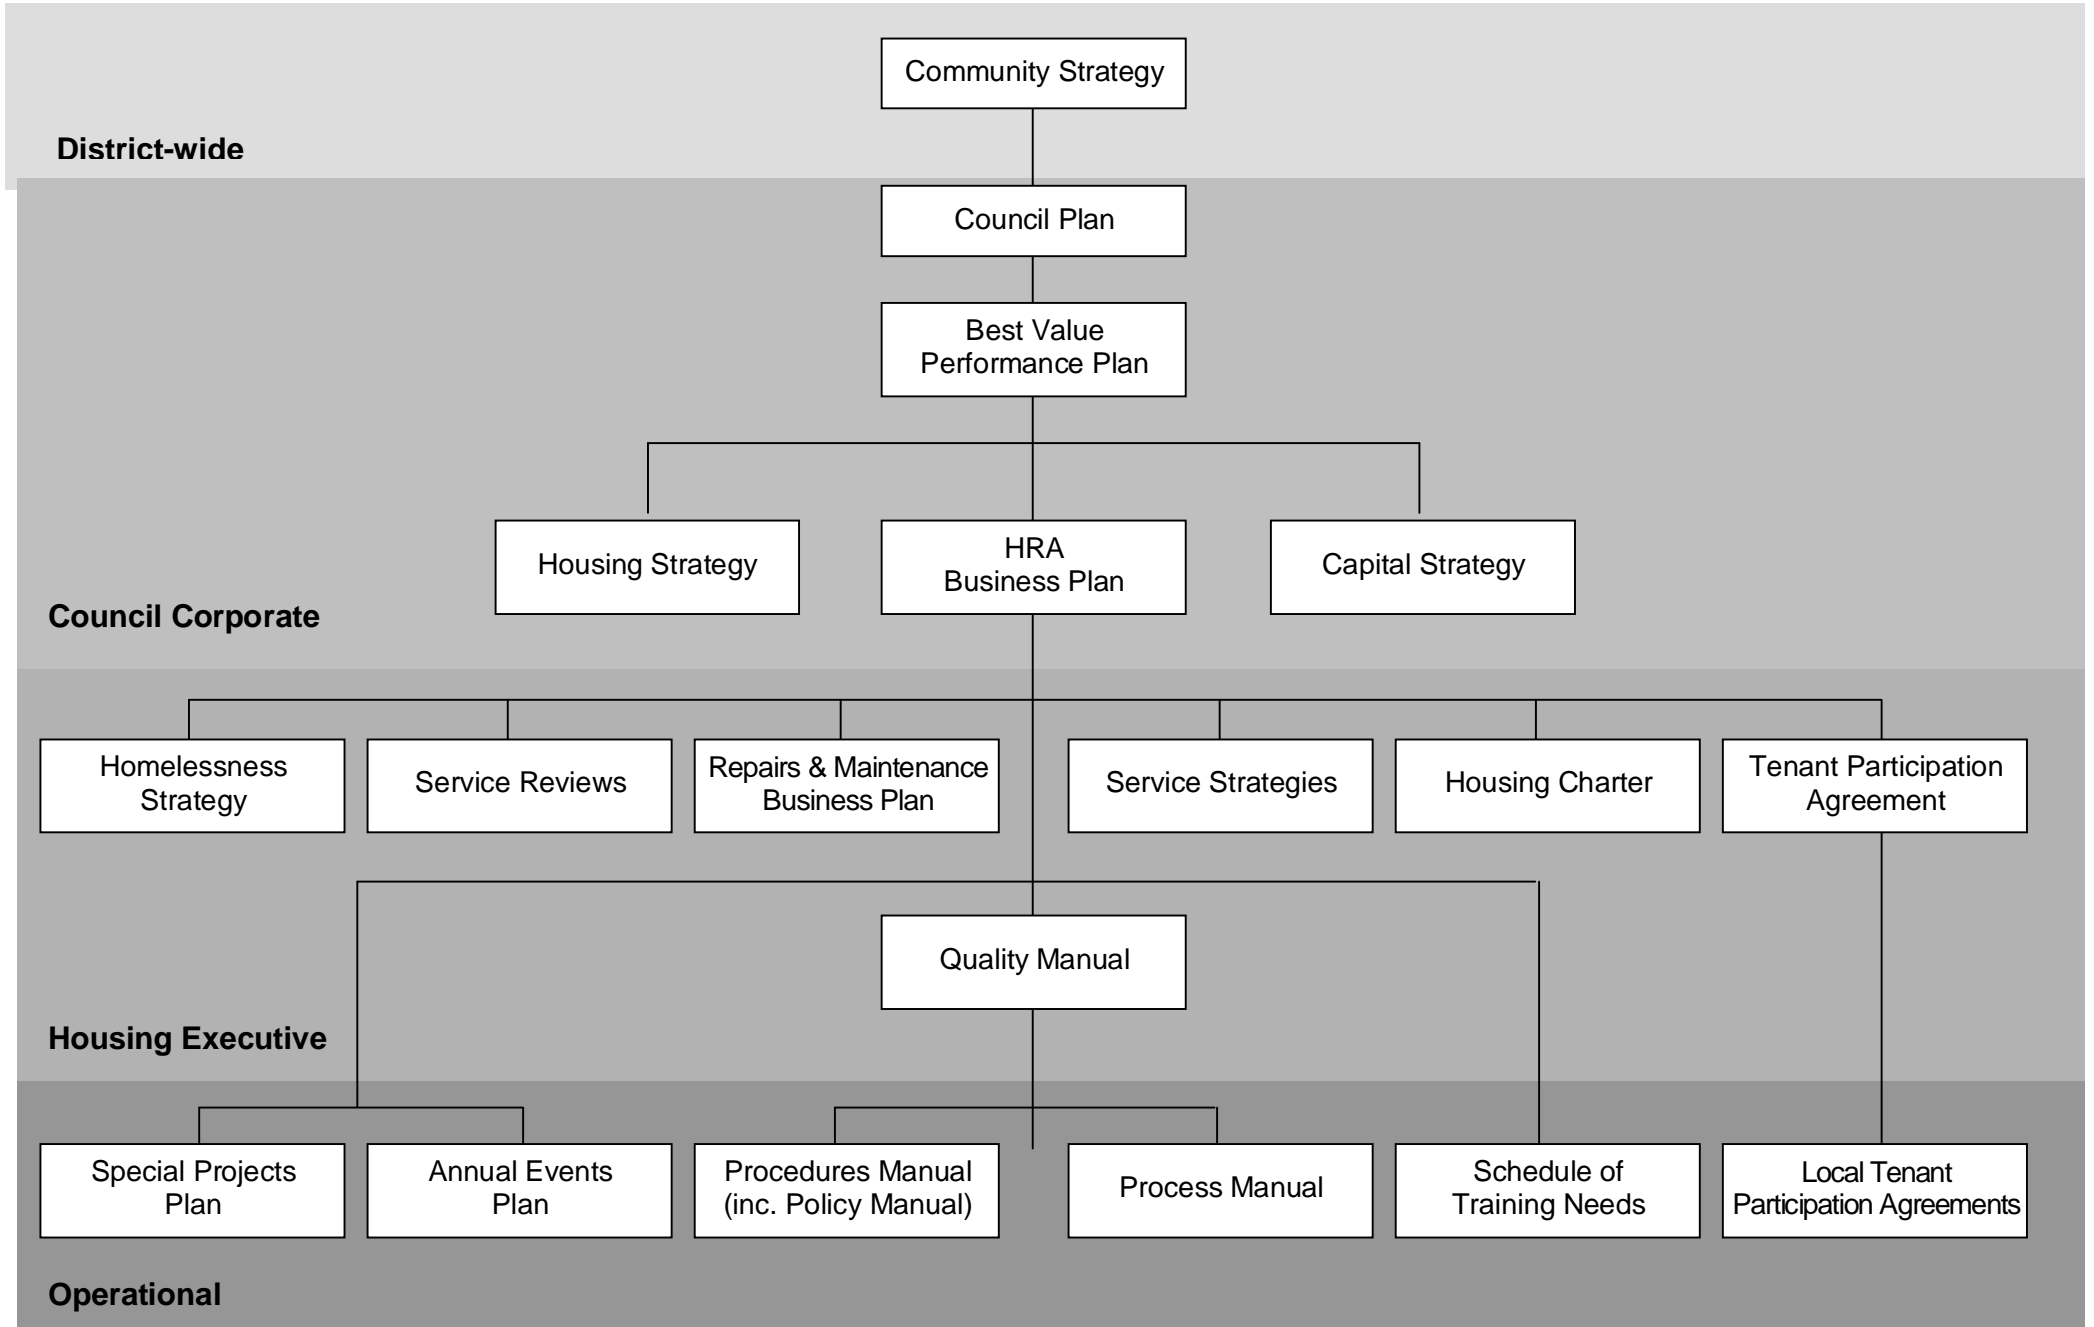 Community Strategy
District-wide
Council Plan
Best Value
Performance Plan
Housing Strategy
HRA
Business Plan
Capital Strategy
Council Corporate
Homelessness
Strategy
Service Reviews
Repairs & Maintenance
Business Plan
Service Strategies
Housing Charter
Tenant Participation
Agreement
Quality Manual
Housing Executive
Special Projects
Plan
Annual Events
Plan
Procedures Manual
(inc. Policy Manual)
Process Manual
Schedule of
Training Needs
Local Tenant
Participation Agreements
Operational